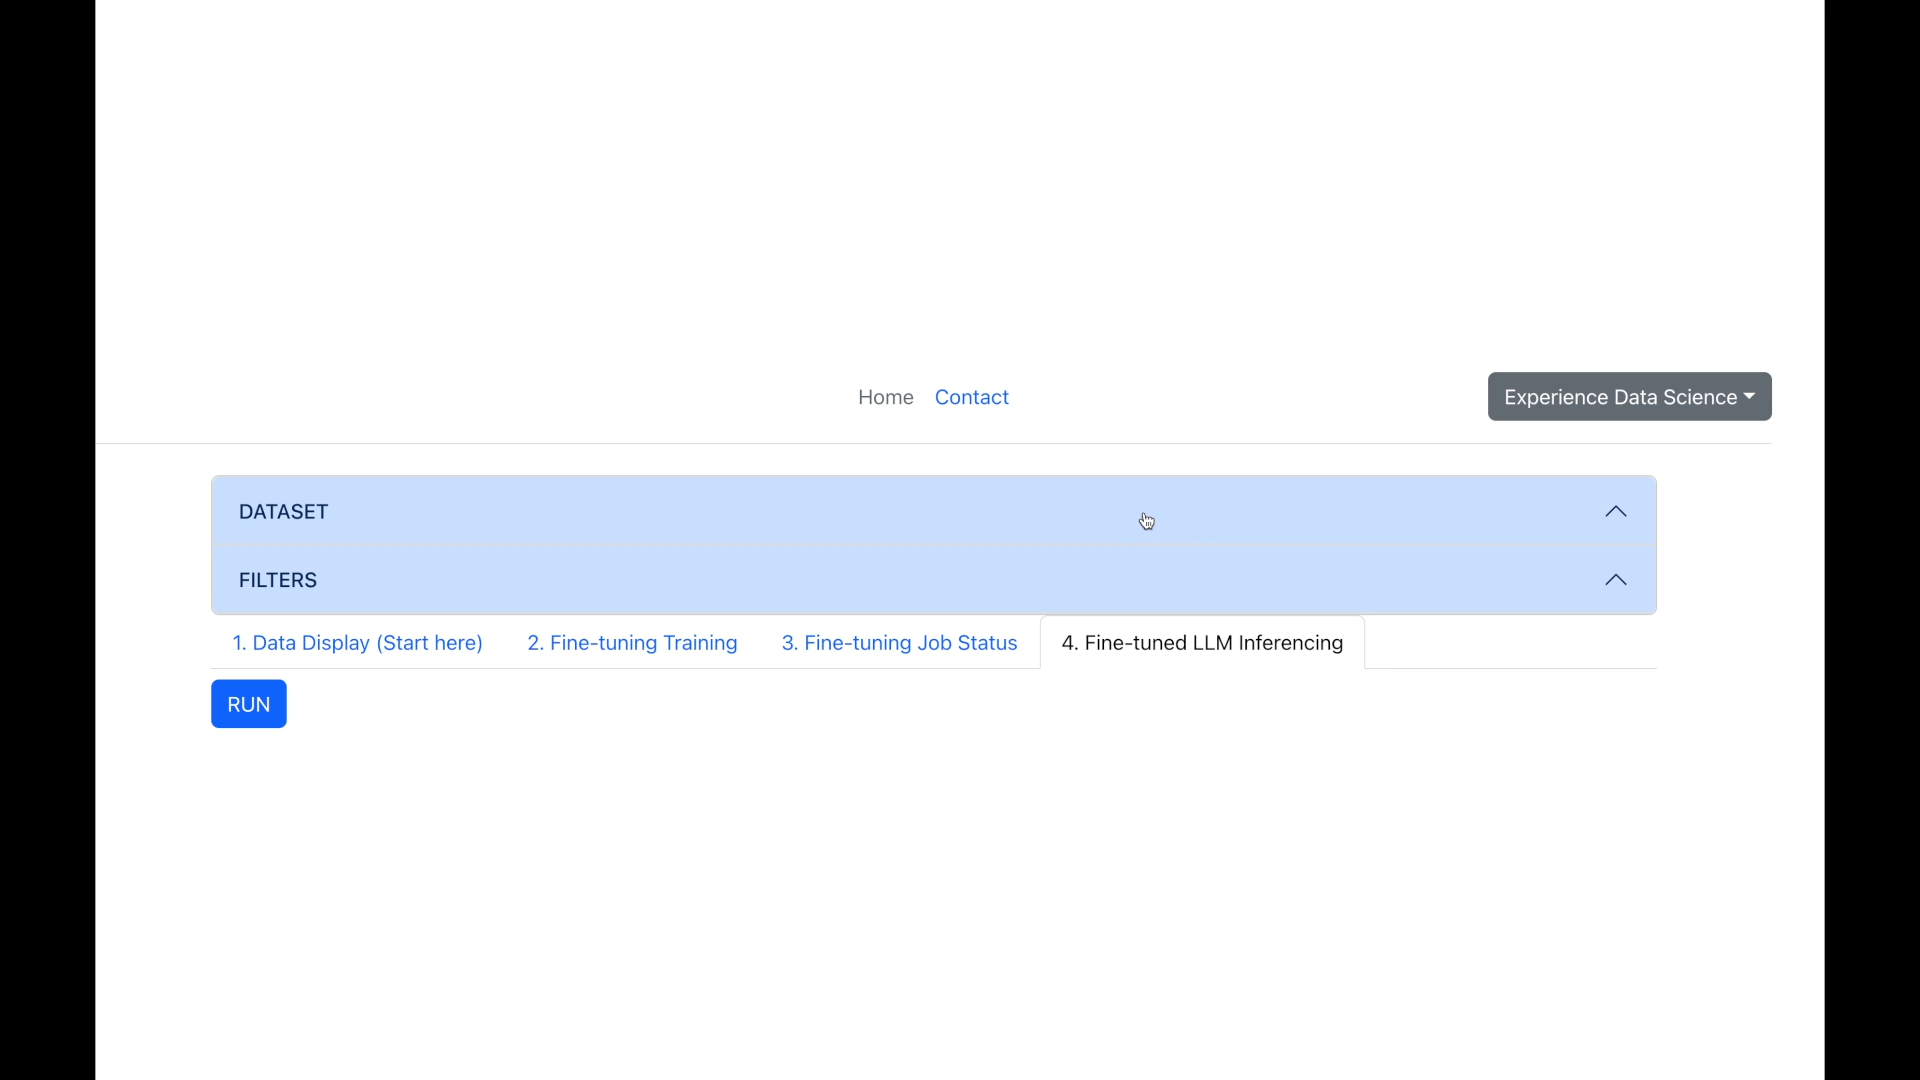 Home Contact Experience Data Science
DATASET
FILTERS
1. Data Display (Start here) 2. Fine-tuning Training 3. Fine-tuning Job Status 4. Fine-tuned LLM Inferencing
RUN